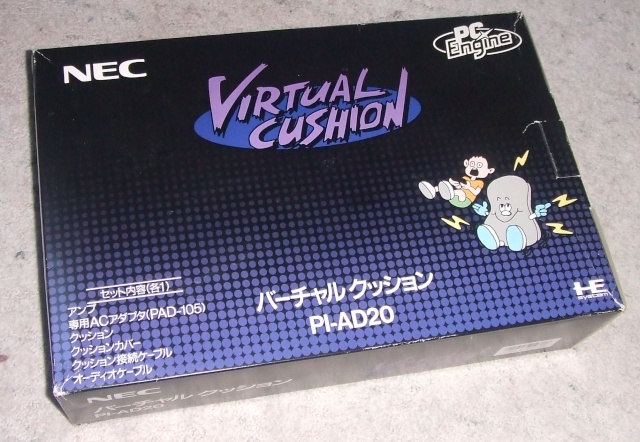 NEC
PC Engine
VIRTUAL
CUSHION
セット内容(各1)
アンプ
専用ACアダプタ(PAD-105)
クッション
クッションカバー
クッション接続ケーブル
オーディオケーブル
バーチャル クッション
PI-AD20
HE
SYSTEM
NEC
バーチャル クッション
PI-AD20